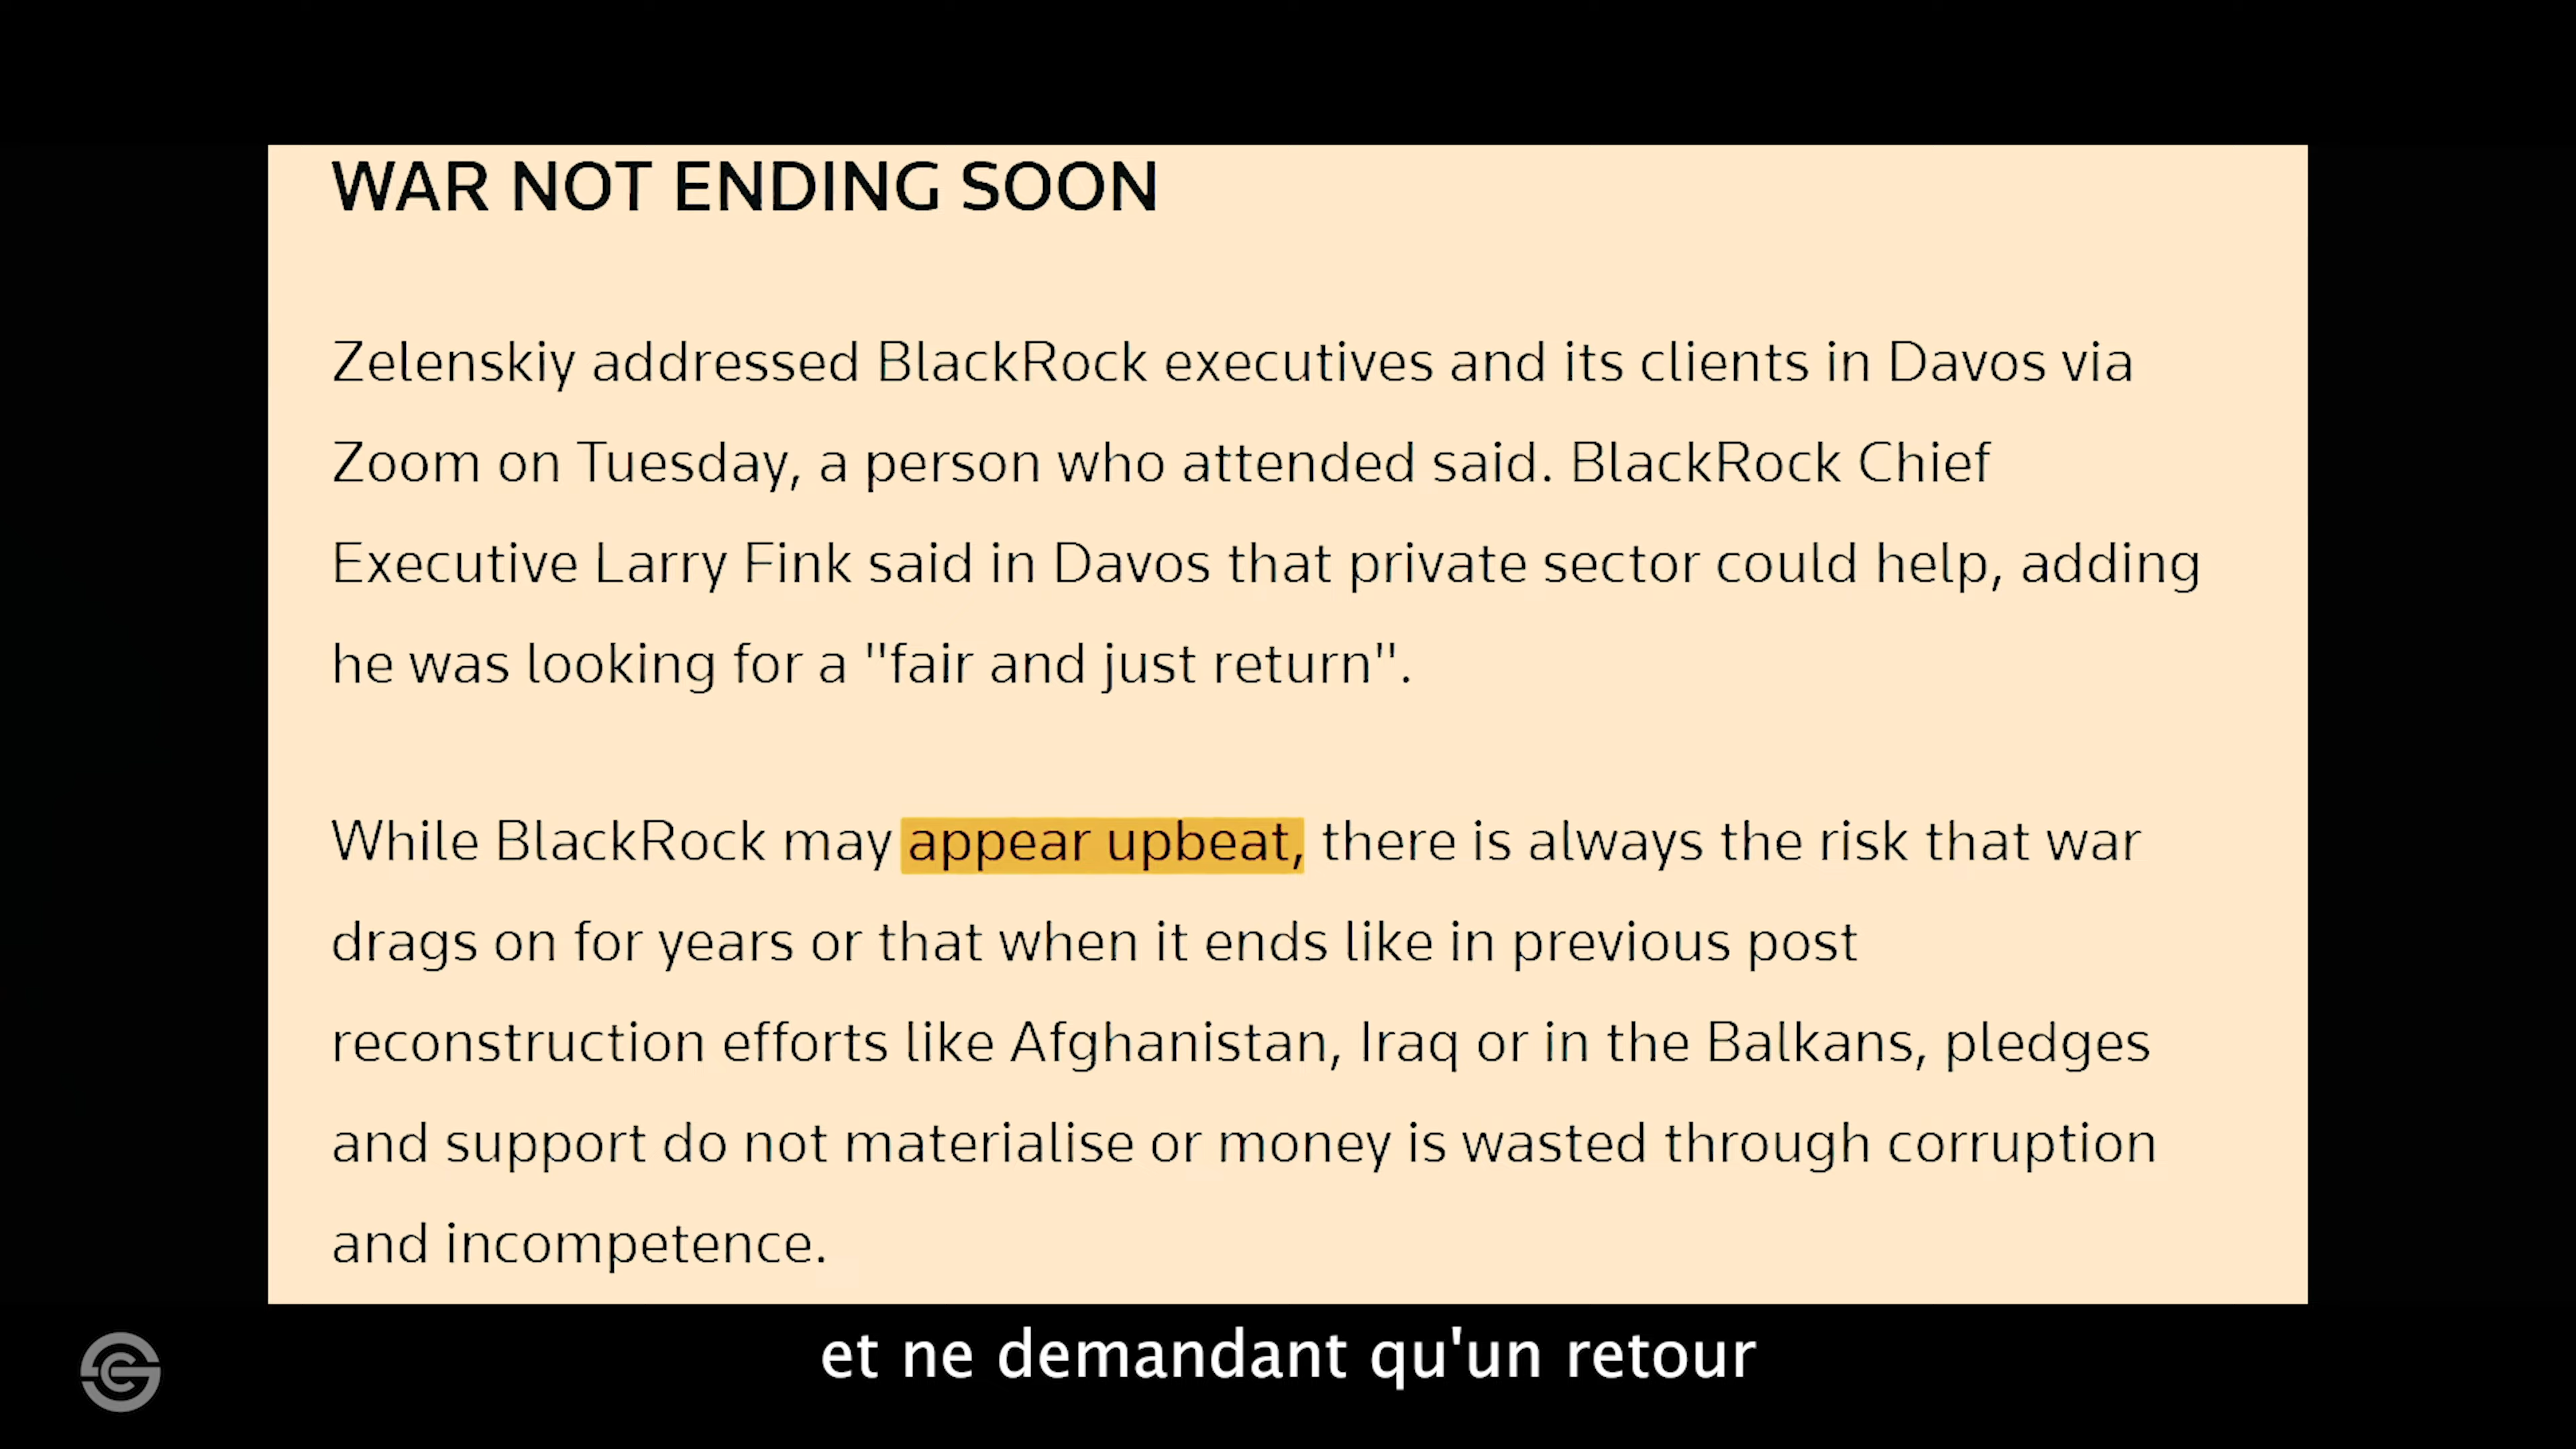 WAR NOT ENDING SOON
Zelenskiy addressed BlackRock executives and its clients in Davos via
Zoom on Tuesday, a person who attended said. BlackRock Chief
Executive Larry Fink said in Davos that private sector could help, adding
he was looking for a "fair and just return".
While BlackRock may appear upbeat, there is always the risk that war
drags on for years or that when it ends like in previous post
reconstruction efforts like Afghanistan, Iraq or in the Balkans, pledges
and support do not materialise or money is wasted through corruption
and incompetence.
et ne demandant qu'un retour